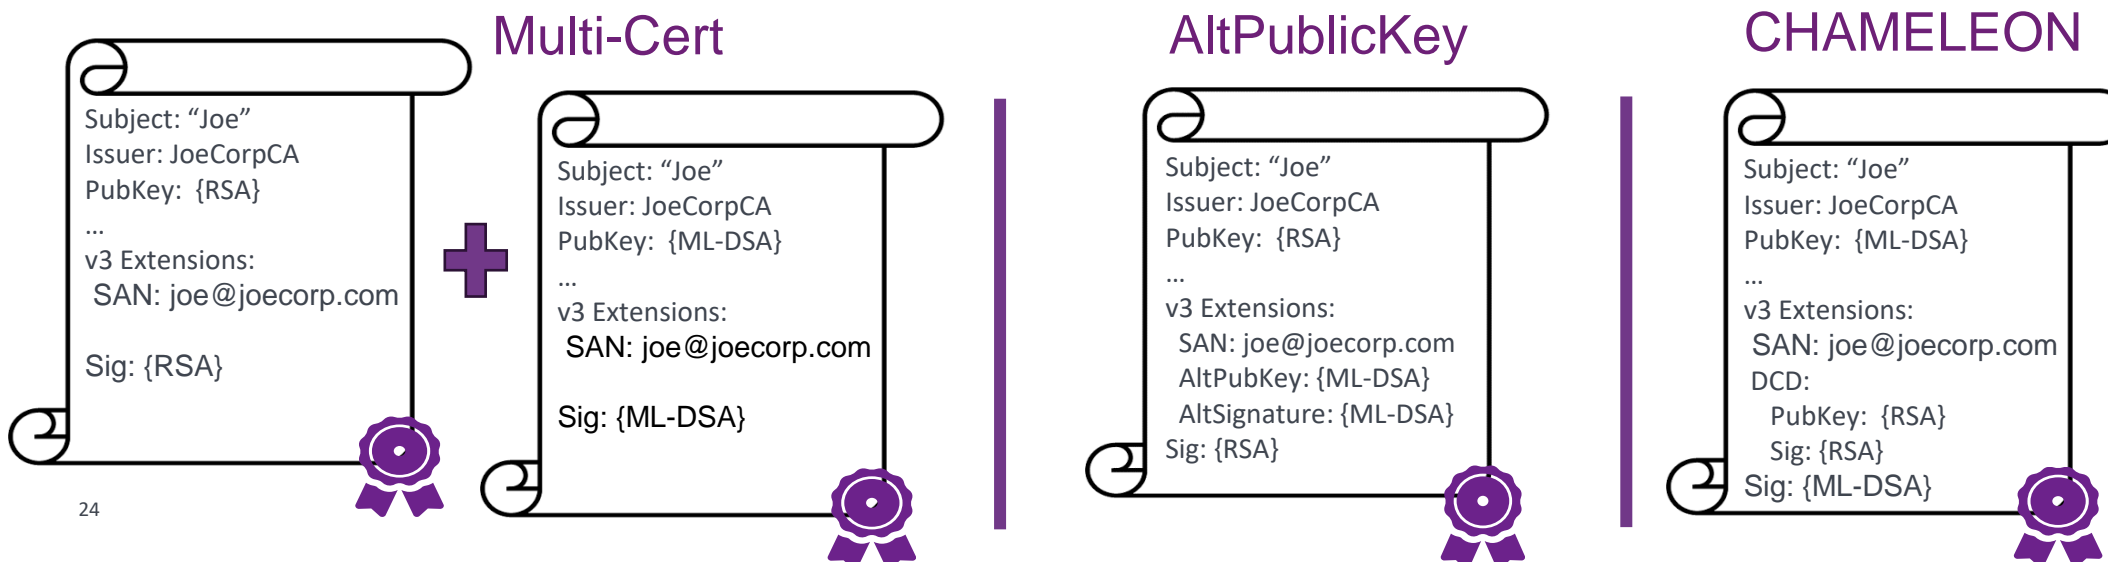 Multi-Cert
Subject: “Joe”
Issuer: JoeCorpCA
PubKey:  {RSA}
...
v3 Extensions:
SAN: joe@joecorp.com
Sig: {RSA}
24
Subject: “Joe”
Issuer: JoeCorpCA
PubKey:  {ML-DSA}
...
v3 Extensions:
SAN: joe@joecorp.com
Sig: {ML-DSA}
AltPublicKey
Subject: “Joe”
Issuer: JoeCorpCA
PubKey:  {RSA}
...
v3 Extensions:
SAN: joe@joecorp.com
AltPubKey: {ML-DSA}
AltSignature: {ML-DSA}
Sig: {RSA}
CHAMELEON
Subject: “Joe”
Issuer: JoeCorpCA
PubKey:  {ML-DSA}
...
v3 Extensions:
SAN: joe@joecorp.com
DCD:
PubKey:  {RSA}
Sig: {RSA}
Sig: {ML-DSA}